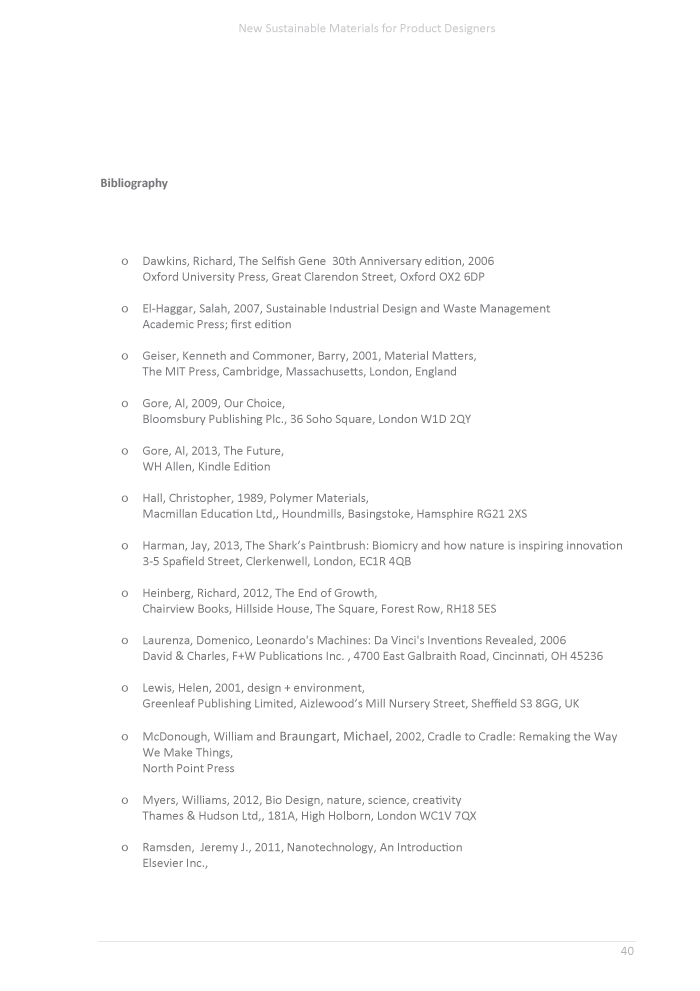 New Sustainable Materials for Product Designers
Bibliography
o Dawkins, Richard, The Selfish Gene  30th Anniversary edition, 2006
Oxford University Press, Great Clarendon Street, Oxford OX2 6DP
o El-Haggar, Salah, 2007, Sustainable Industrial Design and Waste Management
Academic Press; first edition
o Geiser, Kenneth and Commoner, Barry, 2001, Material Matters,
The MIT Press, Cambridge, Massachusetts, London, England
o Gore, Al, 2009, Our Choice,
Bloomsbury Publishing Plc., 36 Soho Square, London W1D 2QY
o Gore, Al, 2013, The Future,
WH Allen, Kindle Edition
o Hall, Christopher, 1989, Polymer Materials,
Macmillan Education Ltd,, Houndmills, Basingstoke, Hamsphire RG21 2XS
o Harman, Jay, 2013, The Shark's Paintbrush: Biomicry and how nature is inspiring innovation
3-5 Spafield Street, Clerkenwell, London, EC1R 4QB
o Heinberg, Richard, 2012, The End of Growth,
Chairview Books, Hillside House, The Square, Forest Row, RH18 5ES
o Laurenza, Domenico, Leonardo's Machines: Da Vinci's Inventions Revealed, 2006
David & Charles, F+W Publications Inc. , 4700 East Galbraith Road, Cincinnati, OH 45236
o Lewis, Helen, 2001, design + environment,
Greenleaf Publishing Limited, Aizlewood's Mill Nursery Street, Sheffield S3 8GG, UK
o McDonough, William and Braungart, Michael, 2002, Cradle to Cradle: Remaking the Way
We Make Things,
North Point Press
o Myers, Williams, 2012, Bio Design, nature, science, creativity
Thames & Hudson Ltd,, 181A, High Holborn, London WC1V 7QX
o Ramsden,  Jeremy J., 2011, Nanotechnology, An Introduction
Elsevier Inc.,
40